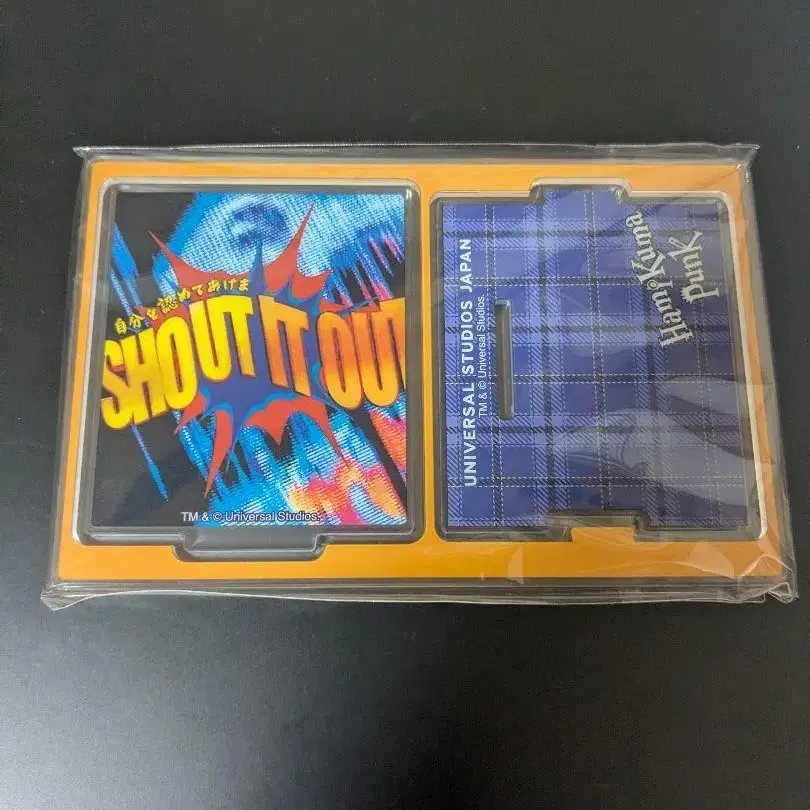 自分を認めてあげま
SHOUT IT OUT
TM & © Universal Studios.
UNIVERSAL STUDIOS JAPAN
TM & © Universal Studios.
HamiKuma
Punk